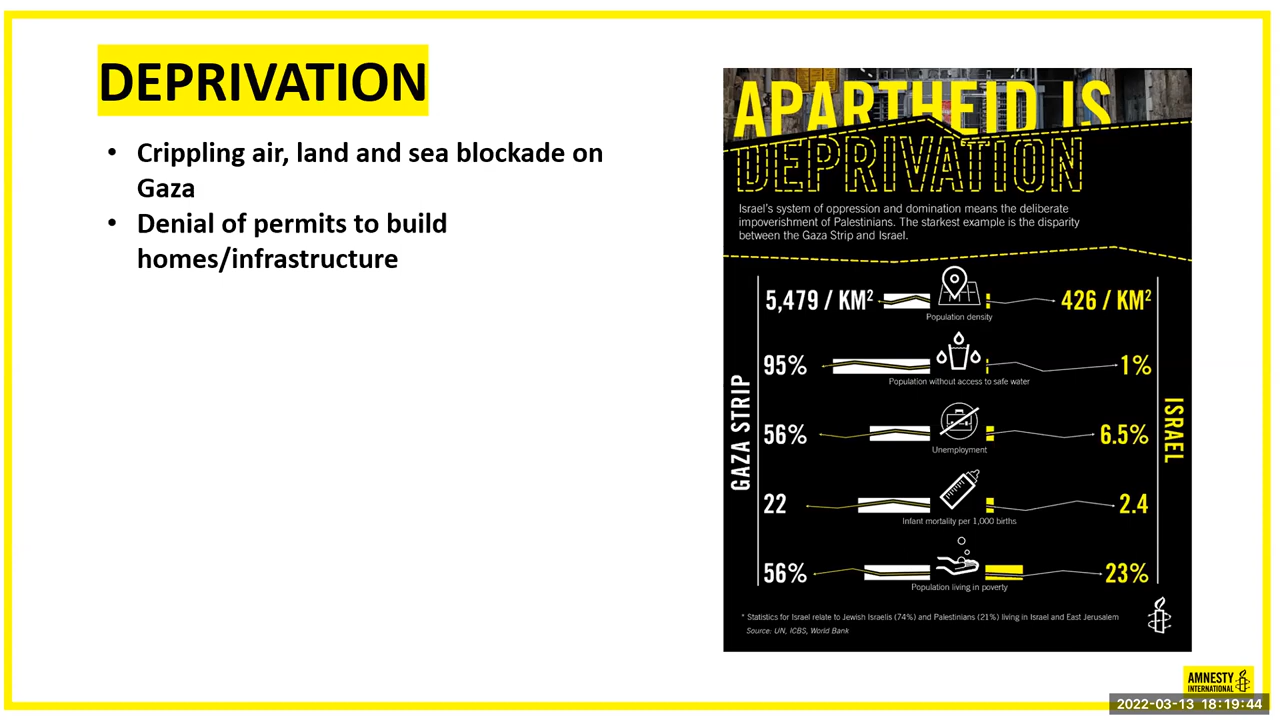 DEPRIVATION
• Crippling air, land and sea blockade on
Gaza
• Denial of permits to build
homes/infrastructure
APARTHEID IS
DEPRIVATION
Israel's system of oppression and domination means the deliberate
impoverishment of Palestinians. The starkest example is the disparity
between the Gaza Strip and Israel.
GAZA STRIP
ISRAEL
5,479 / KM²
426 / KM²
Population density
95%
1%
Population without access to safe water
56%
6.5%
Unemployment
22
2.4
Infant mortality per 1,000 births
56%
23%
Population living in poverty
* Statistics for Israel relate to Jewish Israelis (74%) and Palestinians (21%) living in Israel and East Jerusalem
Source: UN, ICBS, World Bank
AMNESTY
INTERNATIONAL
2022-03-13 18:19:44